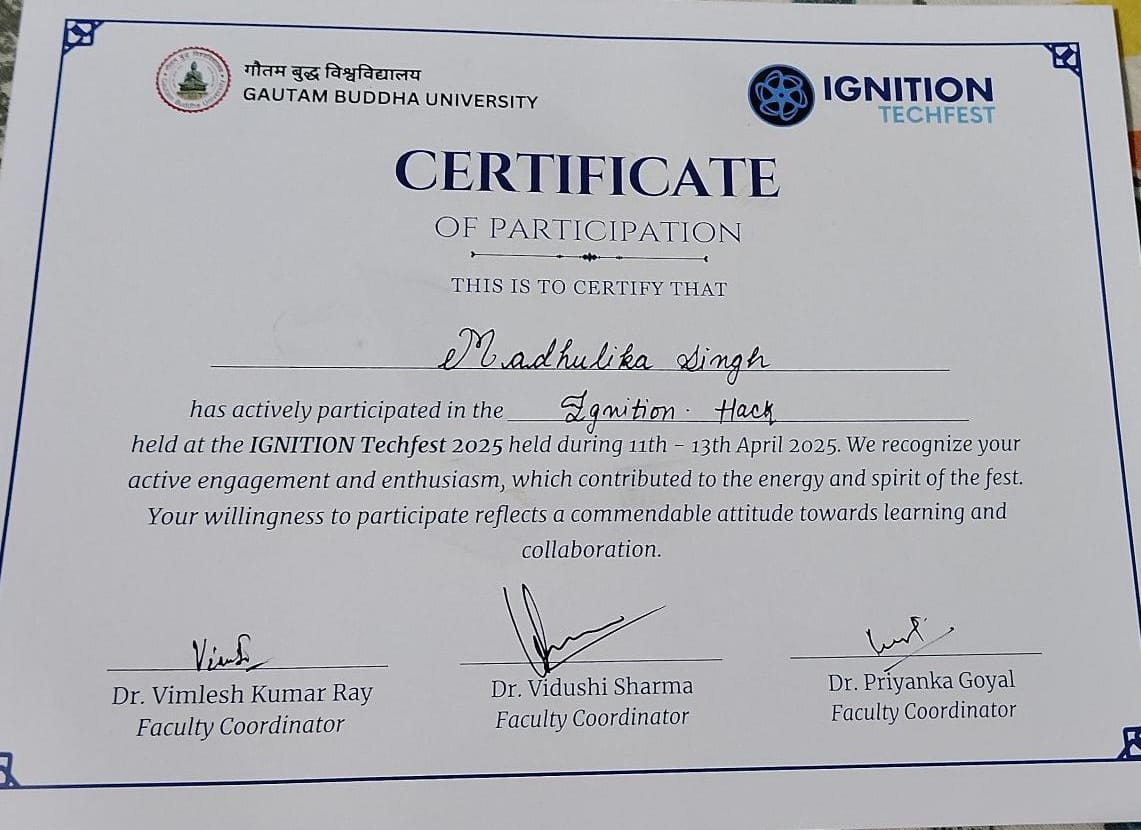 गौतम बुद्ध विश्वविद्यालय
GAUTAM BUDDHA UNIVERSITY
IGNITION
TECHFEST
CERTIFICATE
OF PARTICIPATION
THIS IS TO CERTIFY THAT
Madhulika Singh
has actively participated in the Ignition Hack
held at the IGNITION Techfest 2025 held during 11th – 13th April 2025. We recognize your
active engagement and enthusiasm, which contributed to the energy and spirit of the fest.
Your willingness to participate reflects a commendable attitude towards learning and
collaboration.
Dr. Vimlesh Kumar Ray
Faculty Coordinator
Dr. Vidushi Sharma
Faculty Coordinator
Dr. Priyanka Goyal
Faculty Coordinator